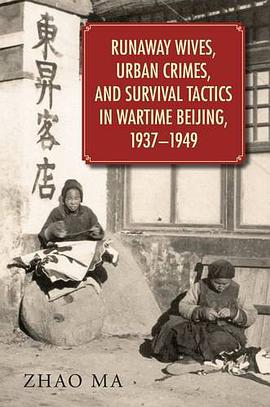 東昇客店
RUNAWAY WIVES,
URBAN CRIMES,
AND SURVIVAL TACTICS
IN WARTIME BEIJING,
1937–1949
ZHAO MA